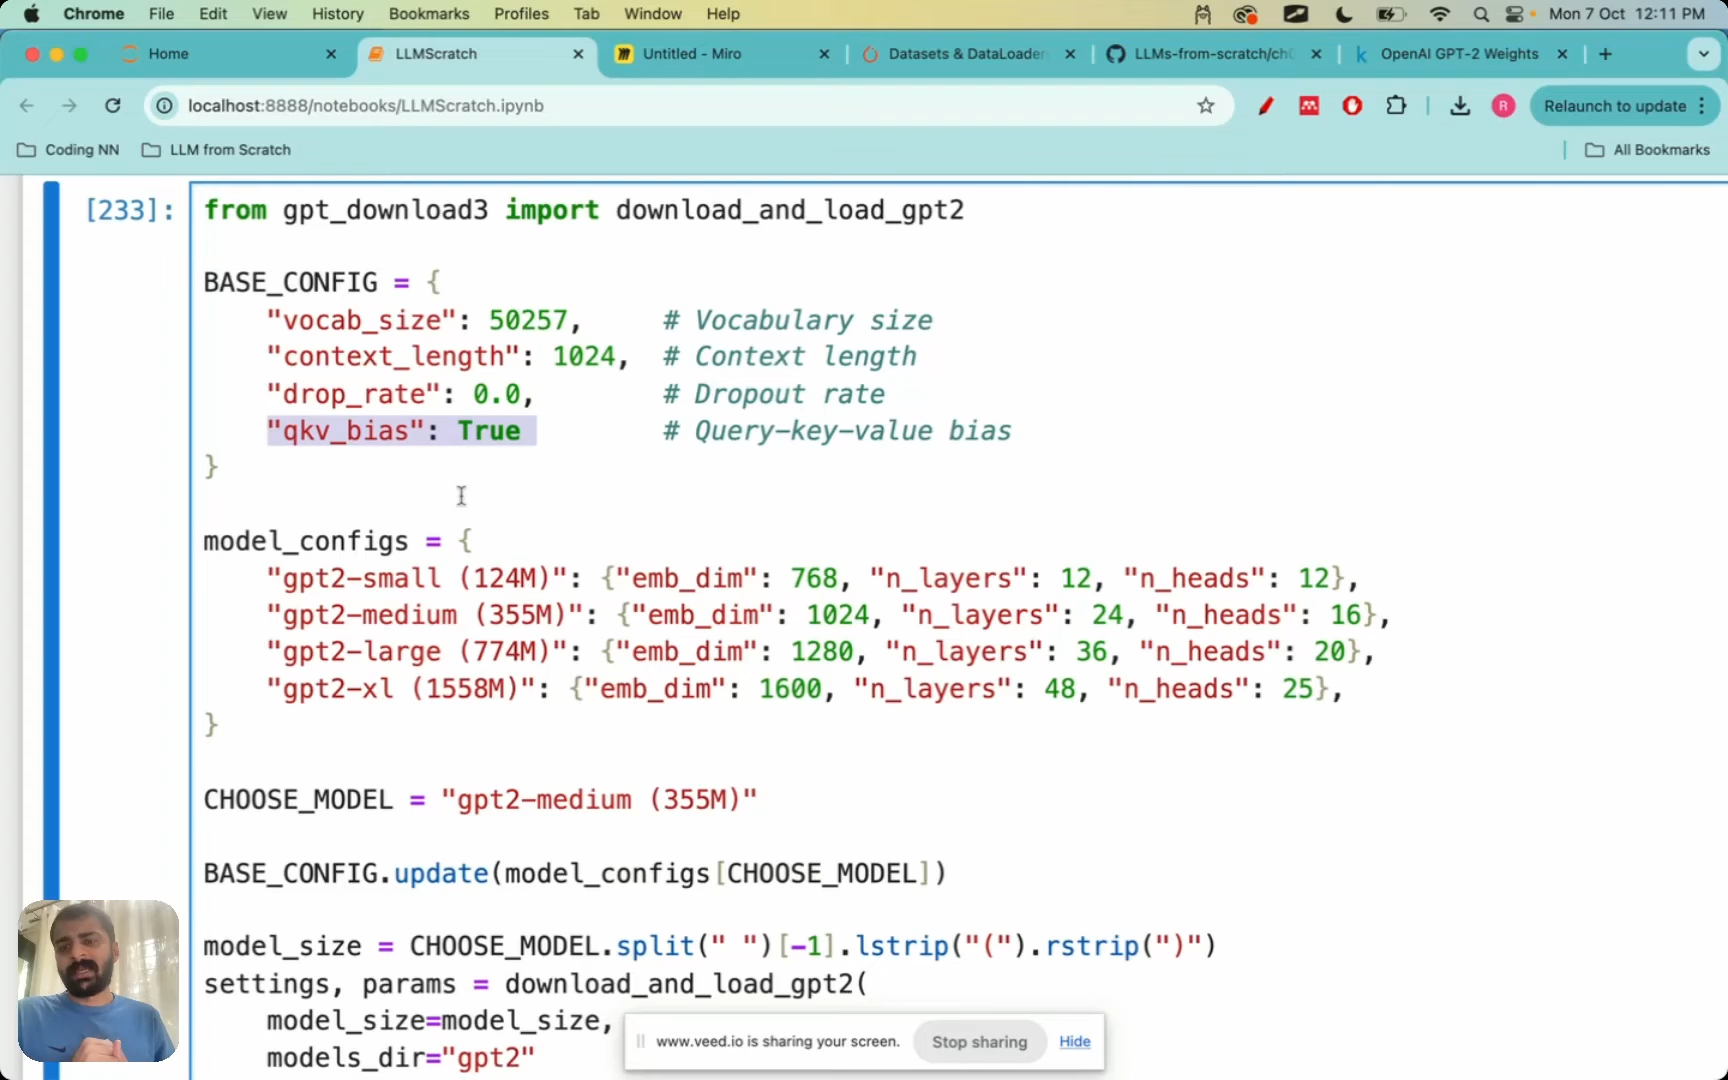 Chrome File Edit View History Bookmarks Profiles Tab Window Help Mon 7 Oct 12:11 PM
Home LLMScratch Untitled - Miro Datasets & DataLoader LLMs-from-scratch/ch OpenAI GPT-2 Weights
localhost:8888/notebooks/LLMScratch.ipynb R Relaunch to update
Coding NN LLM from Scratch All Bookmarks
[233]: from gpt_download3 import download_and_load_gpt2
BASE_CONFIG = {
"vocab_size": 50257, # Vocabulary size
"context_length": 1024, # Context length
"drop_rate": 0.0, # Dropout rate
"qkv_bias": True # Query-key-value bias
}
model_configs = {
"gpt2-small (124M)": {"emb_dim": 768, "n_layers": 12, "n_heads": 12},
"gpt2-medium (355M)": {"emb_dim": 1024, "n_layers": 24, "n_heads": 16},
"gpt2-large (774M)": {"emb_dim": 1280, "n_layers": 36, "n_heads": 20},
"gpt2-xl (1558M)": {"emb_dim": 1600, "n_layers": 48, "n_heads": 25},
}
CHOOSE_MODEL = "gpt2-medium (355M)"
BASE_CONFIG.update(model_configs[CHOOSE_MODEL])
model_size = CHOOSE_MODEL.split(" ")[-1].lstrip("(").rstrip(")")
settings, params = download_and_load_gpt2(
model_size=model_size,
models_dir="gpt2"
www.veed.io is sharing your screen. Stop sharing Hide